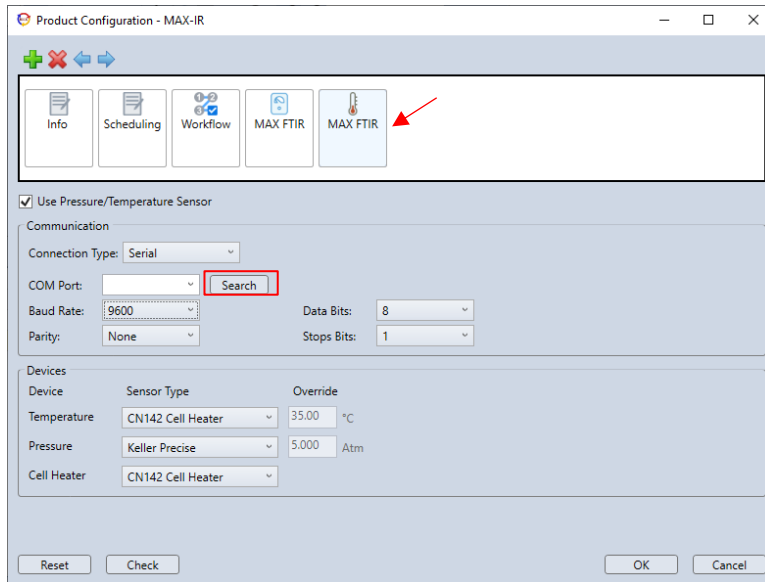 Product Configuration - MAX-IR
Info
Scheduling
Workflow
MAX FTIR
MAX FTIR
Use Pressure/Temperature Sensor
Communication
Connection Type: Serial
COM Port: Search
Baud Rate: 9600 Data Bits: 8
Parity: None Stops Bits: 1
Devices
Device Sensor Type Override
Temperature CN142 Cell Heater 35.00 °C
Pressure Keller Precise 5.000 Atm
Cell Heater CN142 Cell Heater
Reset Check OK Cancel